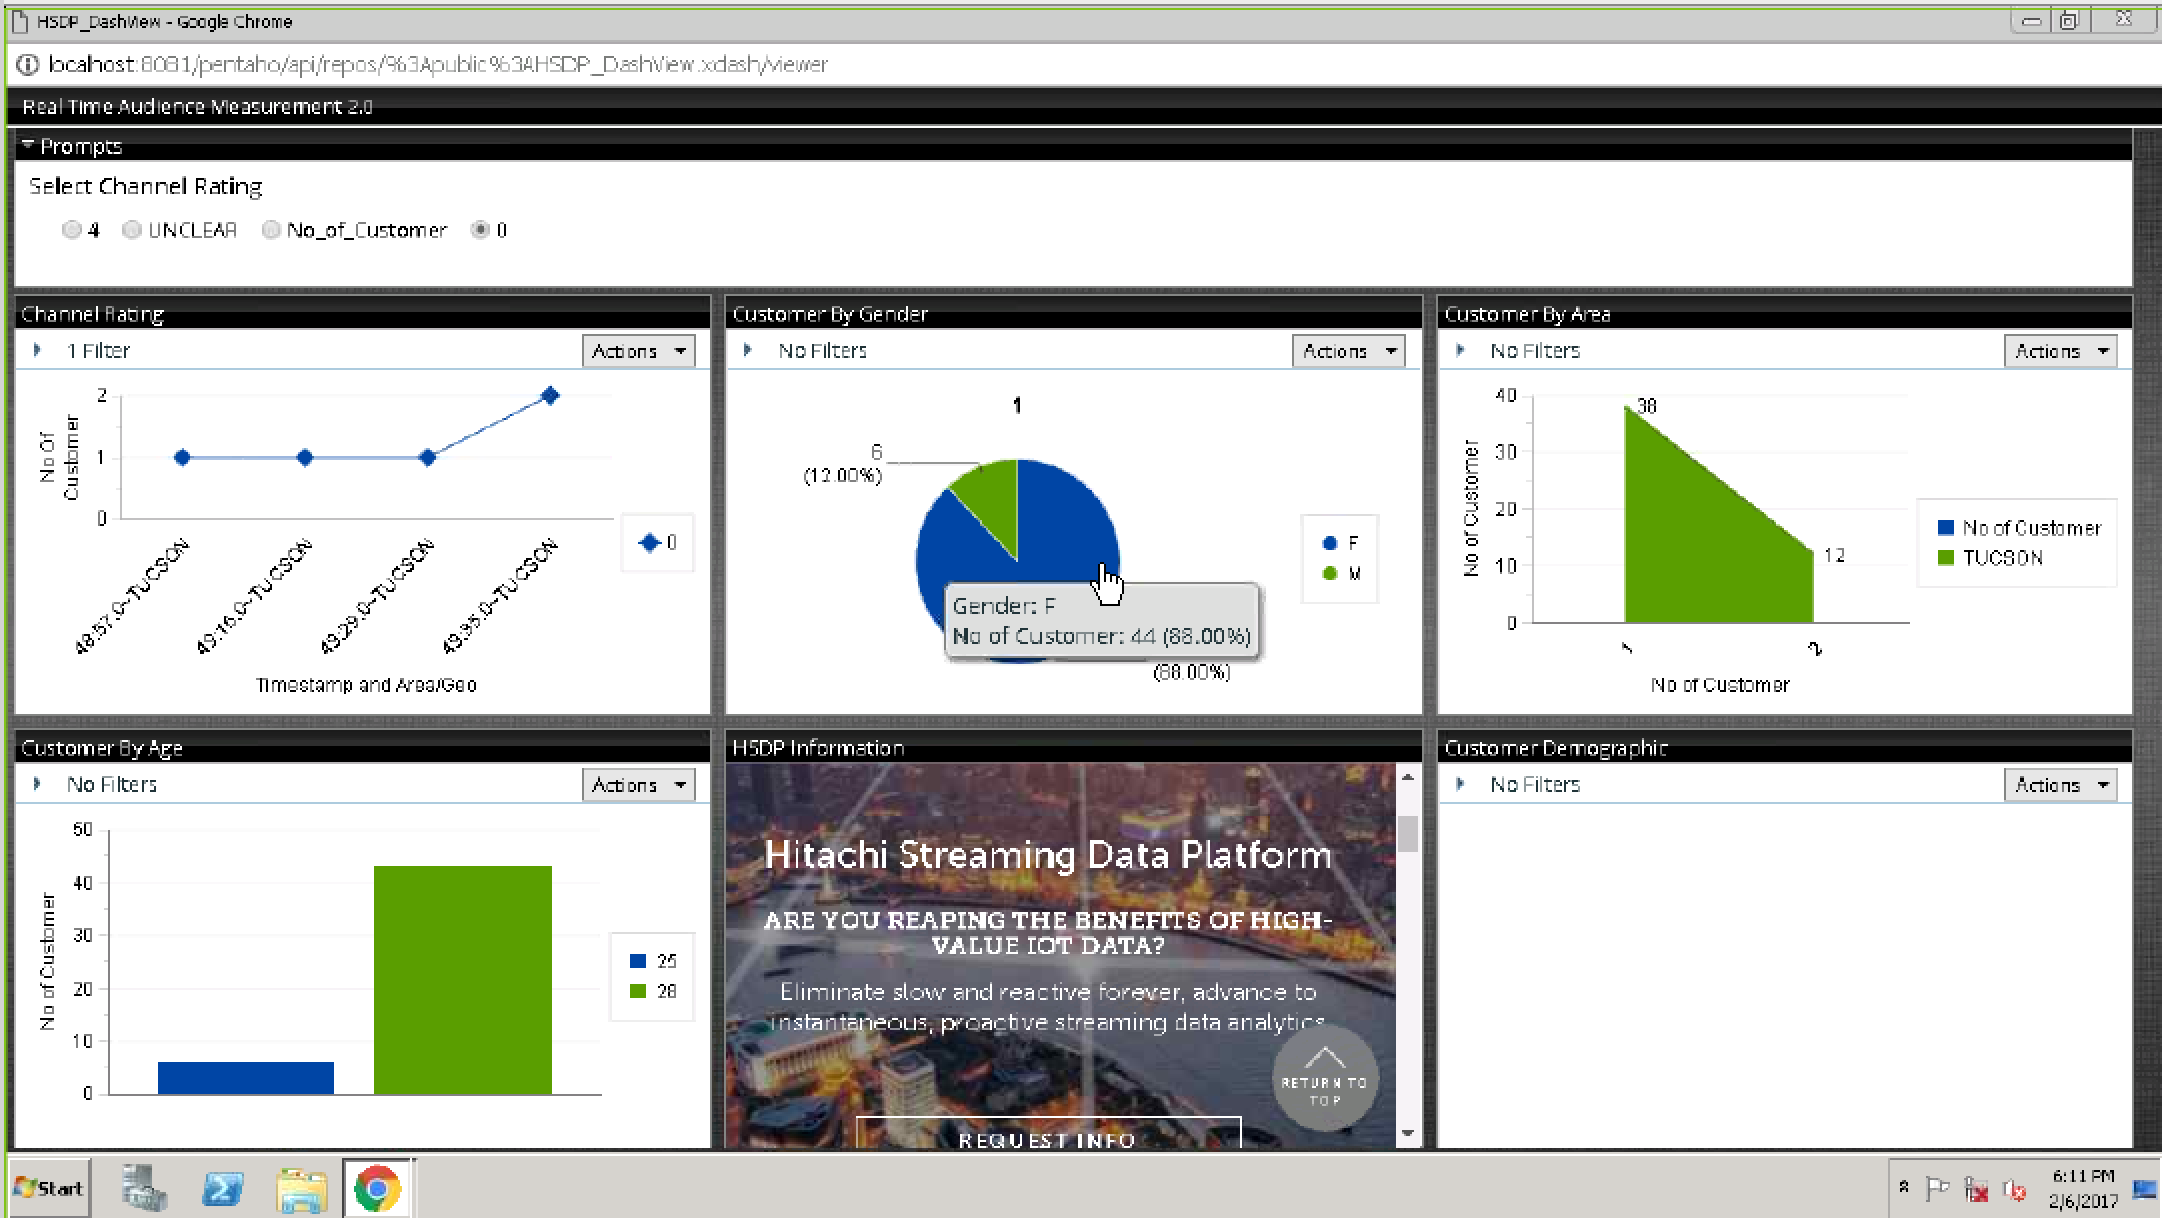 HSDP_DashView - Google Chrome
localhost:8081/pentaho/api/repos/%3Apublic%3AHSDP_DashView.xdash/viewer
Real Time Audience Measurement 2.0
Prompts
Select Channel Rating
4 UNCLEAR No_of_Customer 0
Channel Rating
1 Filter Actions
2
1
0
No Of
Customer
48:57.0~TUCSON
49:16.0~TUCSON
49:29.0~TUCSON
49:35.0~TUCSON
Timestamp and Area/Geo
0
Customer By Gender
No Filters Actions
1
6
(12.00%)
Gender: F
No of Customer: 44 (88.00%)
(88.00%)
F
M
Customer By Area
No Filters Actions
40
30
20
10
0
No of Customer
38
12
1
2
No of Customer
No of Customer
TUCSON
Customer By Age
No Filters Actions
50
40
30
20
10
0
No of Customer
25
28
HSDP Information
Hitachi Streaming Data Platform
ARE YOU REAPING THE BENEFITS OF HIGH-
VALUE IOT DATA?
Eliminate slow and reactive forever, advance to
instantaneous, proactive streaming data analytics
RETURN TO
TOP
REQUEST INFO
Customer Demographic
No Filters Actions
Start
6:11 PM
2/6/2017